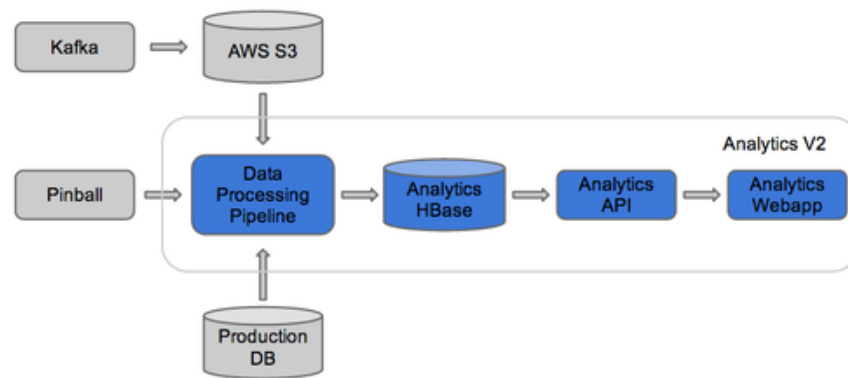 Kafka
AWS S3
Analytics V2
Pinball
Data
Processing
Pipeline
Analytics
HBase
Analytics
API
Analytics
Webapp
Production
DB